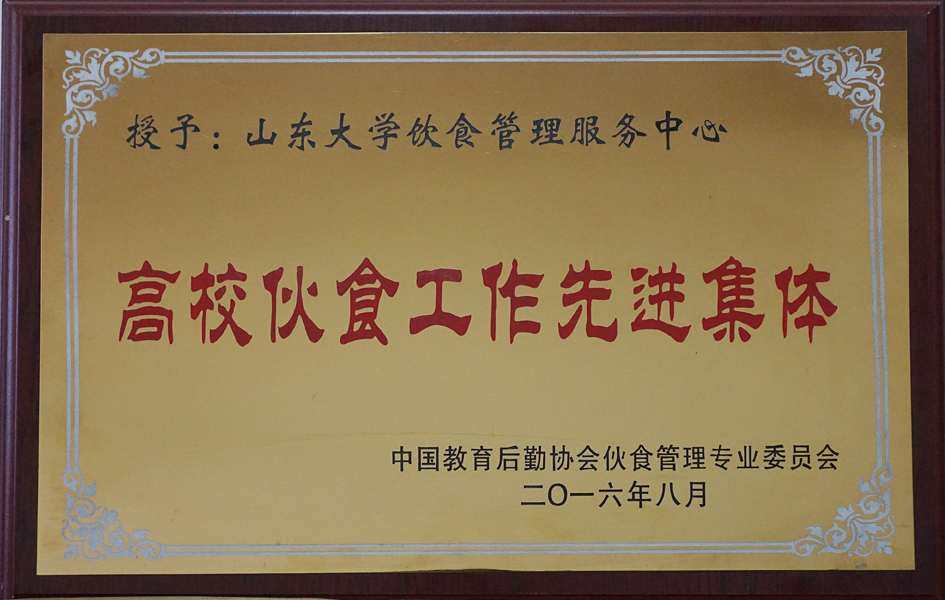 授予：山东大学饮食管理服务中心
高校伙食工作先进集体
中国教育后勤协会伙食管理专业委员会
二〇一六年八月